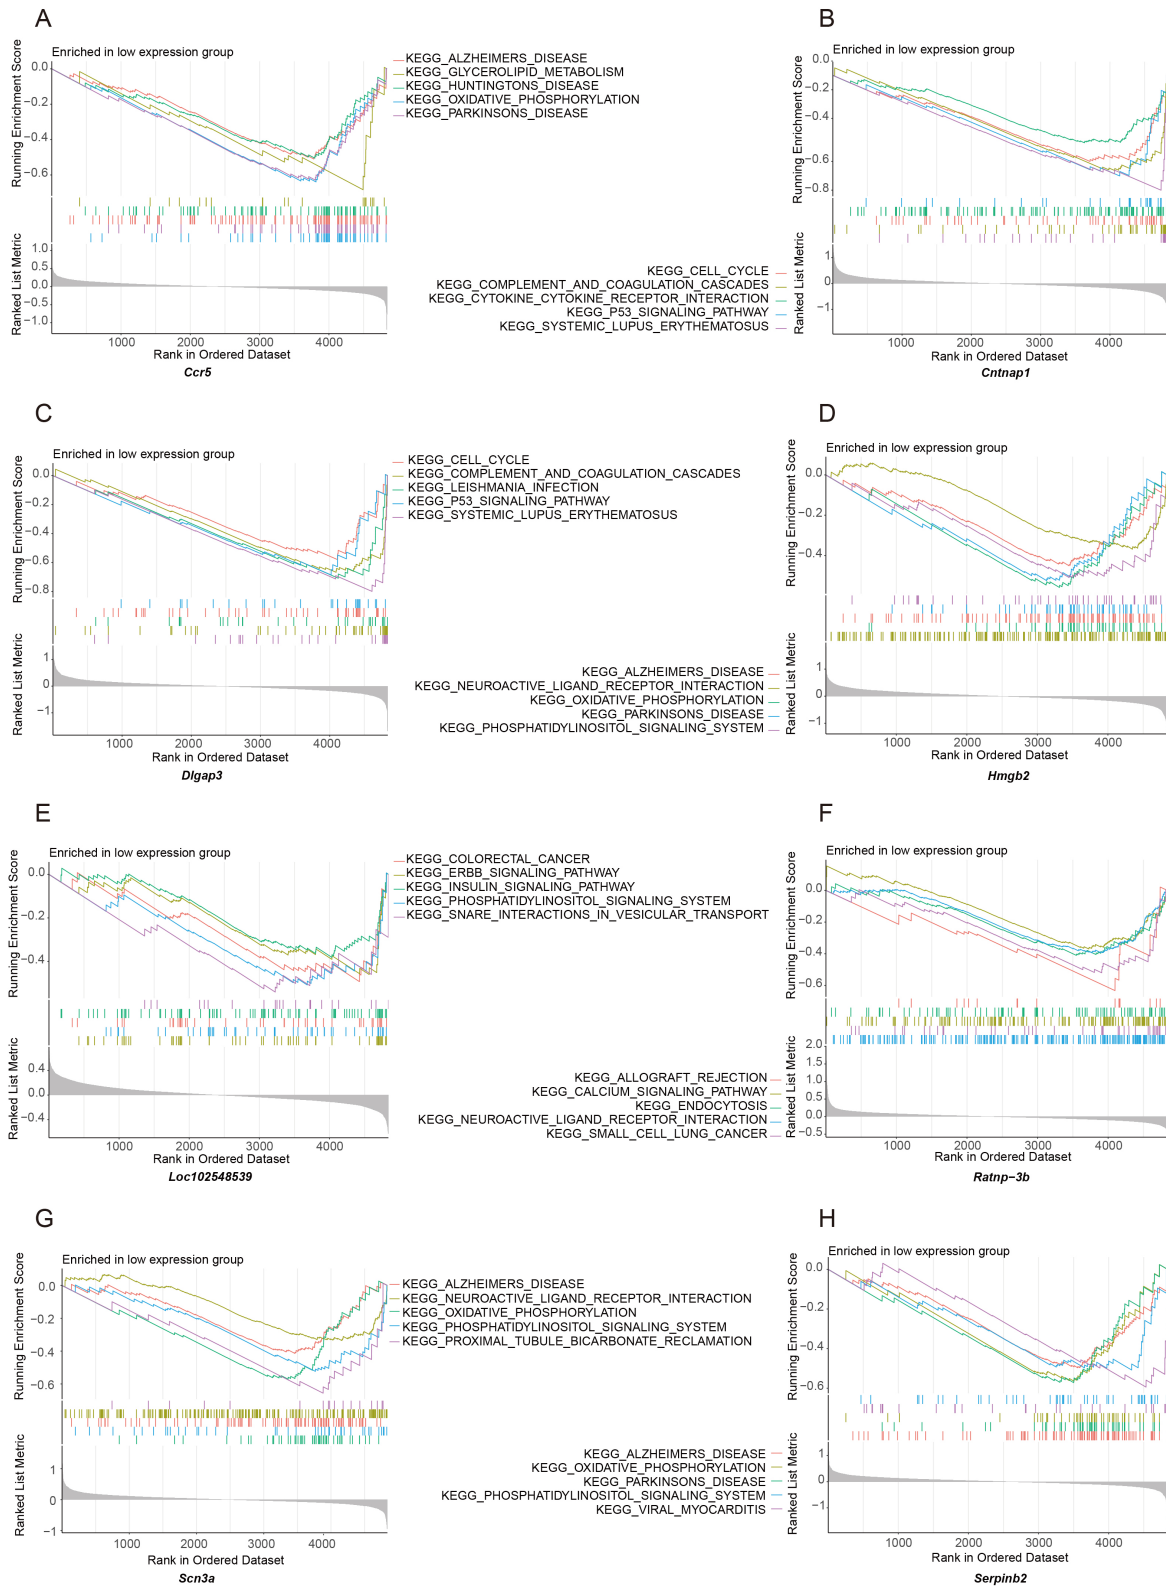 A
Enriched in low expression group
Running Enrichment Score
0.0
−0.2
−0.4
−0.6
KEGG_ALZHEIMERS_DISEASE
KEGG_GLYCEROLIPID_METABOLISM
KEGG_HUNTINGTONS_DISEASE
KEGG_OXIDATIVE_PHOSPHORYLATION
KEGG_PARKINSONS_DISEASE
Ranked List Metric
1.0
0.5
0.0
−0.5
−1.0
1000 2000 3000 4000
Rank in Ordered Dataset
Ccr5
B
Enriched in low expression group
Running Enrichment Score
0.0
−0.2
−0.4
−0.6
−0.8
KEGG_CELL_CYCLE
KEGG_COMPLEMENT_AND_COAGULATION_CASCADES
KEGG_CYTOKINE_CYTOKINE_RECEPTOR_INTERACTION
KEGG_P53_SIGNALING_PATHWAY
KEGG_SYSTEMIC_LUPUS_ERYTHEMATOSUS
Ranked List Metric
1
0
−1
1000 2000 3000 4000
Rank in Ordered Dataset
Cntnap1
C
Enriched in low expression group
Running Enrichment Score
0.0
−0.2
−0.4
−0.6
−0.8
KEGG_CELL_CYCLE
KEGG_COMPLEMENT_AND_COAGULATION_CASCADES
KEGG_LEISHMANIA_INFECTION
KEGG_P53_SIGNALING_PATHWAY
KEGG_SYSTEMIC_LUPUS_ERYTHEMATOSUS
Ranked List Metric
1
0
−1
1000 2000 3000 4000
Rank in Ordered Dataset
Dlgap3
D
Enriched in low expression group
Running Enrichment Score
0.0
−0.2
−0.4
KEGG_ALZHEIMERS_DISEASE
KEGG_NEUROACTIVE_LIGAND_RECEPTOR_INTERACTION
KEGG_OXIDATIVE_PHOSPHORYLATION
KEGG_PARKINSONS_DISEASE
KEGG_PHOSPHATIDYLINOSITOL_SIGNALING_SYSTEM
Ranked List Metric
1
0
−1
1000 2000 3000 4000
Rank in Ordered Dataset
Hmgb2
E
Enriched in low expression group
Running Enrichment Score
0.0
−0.2
−0.4
KEGG_COLORECTAL_CANCER
KEGG_ERBB_SIGNALING_PATHWAY
KEGG_INSULIN_SIGNALING_PATHWAY
KEGG_PHOSPHATIDYLINOSITOL_SIGNALING_SYSTEM
KEGG_SNARE_INTERACTIONS_IN_VESICULAR_TRANSPORT
Ranked List Metric
0.4
0.0
−0.4
1000 2000 3000 4000
Rank in Ordered Dataset
Loc102548539
F
Enriched in low expression group
Running Enrichment Score
0.0
−0.2
−0.4
−0.6
KEGG_ALLOGRAFT_REJECTION
KEGG_CALCIUM_SIGNALING_PATHWAY
KEGG_ENDOCYTOSIS
KEGG_NEUROACTIVE_LIGAND_RECEPTOR_INTERACTION
KEGG_SMALL_CELL_LUNG_CANCER
Ranked List Metric
2.0
1.5
1.0
0.5
0.0
−0.5
1000 2000 3000 4000
Rank in Ordered Dataset
Ratnp−3b
G
Enriched in low expression group
Running Enrichment Score
0.0
−0.2
−0.4
−0.6
KEGG_ALZHEIMERS_DISEASE
KEGG_NEUROACTIVE_LIGAND_RECEPTOR_INTERACTION
KEGG_OXIDATIVE_PHOSPHORYLATION
KEGG_PHOSPHATIDYLINOSITOL_SIGNALING_SYSTEM
KEGG_PROXIMAL_TUBULE_BICARBONATE_RECLAMATION
Ranked List Metric
1
0
−1
1000 2000 3000 4000
Rank in Ordered Dataset
Scn3a
H
Enriched in low expression group
Running Enrichment Score
0.0
−0.2
−0.4
−0.6
KEGG_ALZHEIMERS_DISEASE
KEGG_OXIDATIVE_PHOSPHORYLATION
KEGG_PARKINSONS_DISEASE
KEGG_PHOSPHATIDYLINOSITOL_SIGNALING_SYSTEM
KEGG_VIRAL_MYOCARDITIS
Ranked List Metric
1
0
−1
1000 2000 3000 4000
Rank in Ordered Dataset
Serpinb2